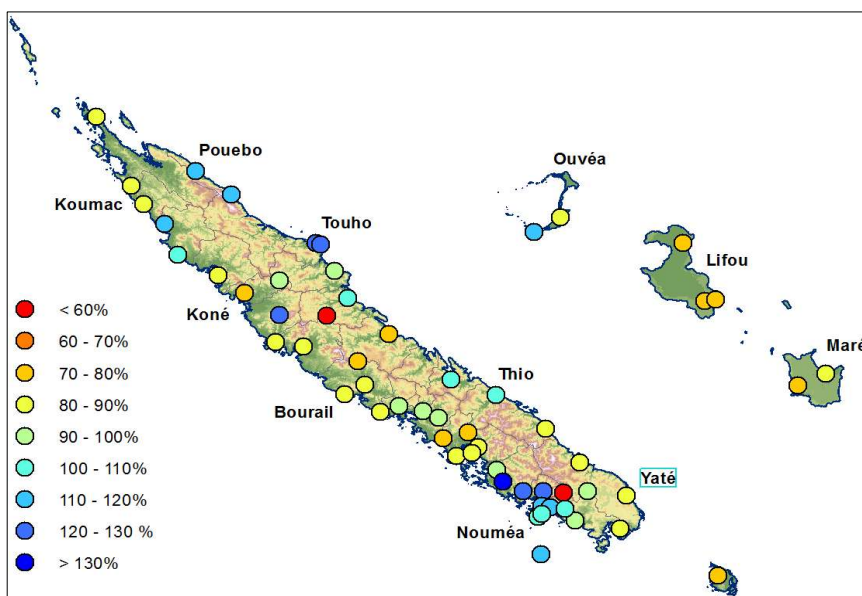 Pouebo
Ouvéa
Koumac
Touho
Lifou
Koné
Maré
Thio
Bourail
Yaté
Nouméa
< 60%
60 - 70%
70 - 80%
80 - 90%
90 - 100%
100 - 110%
110 - 120%
120 - 130 %
> 130%